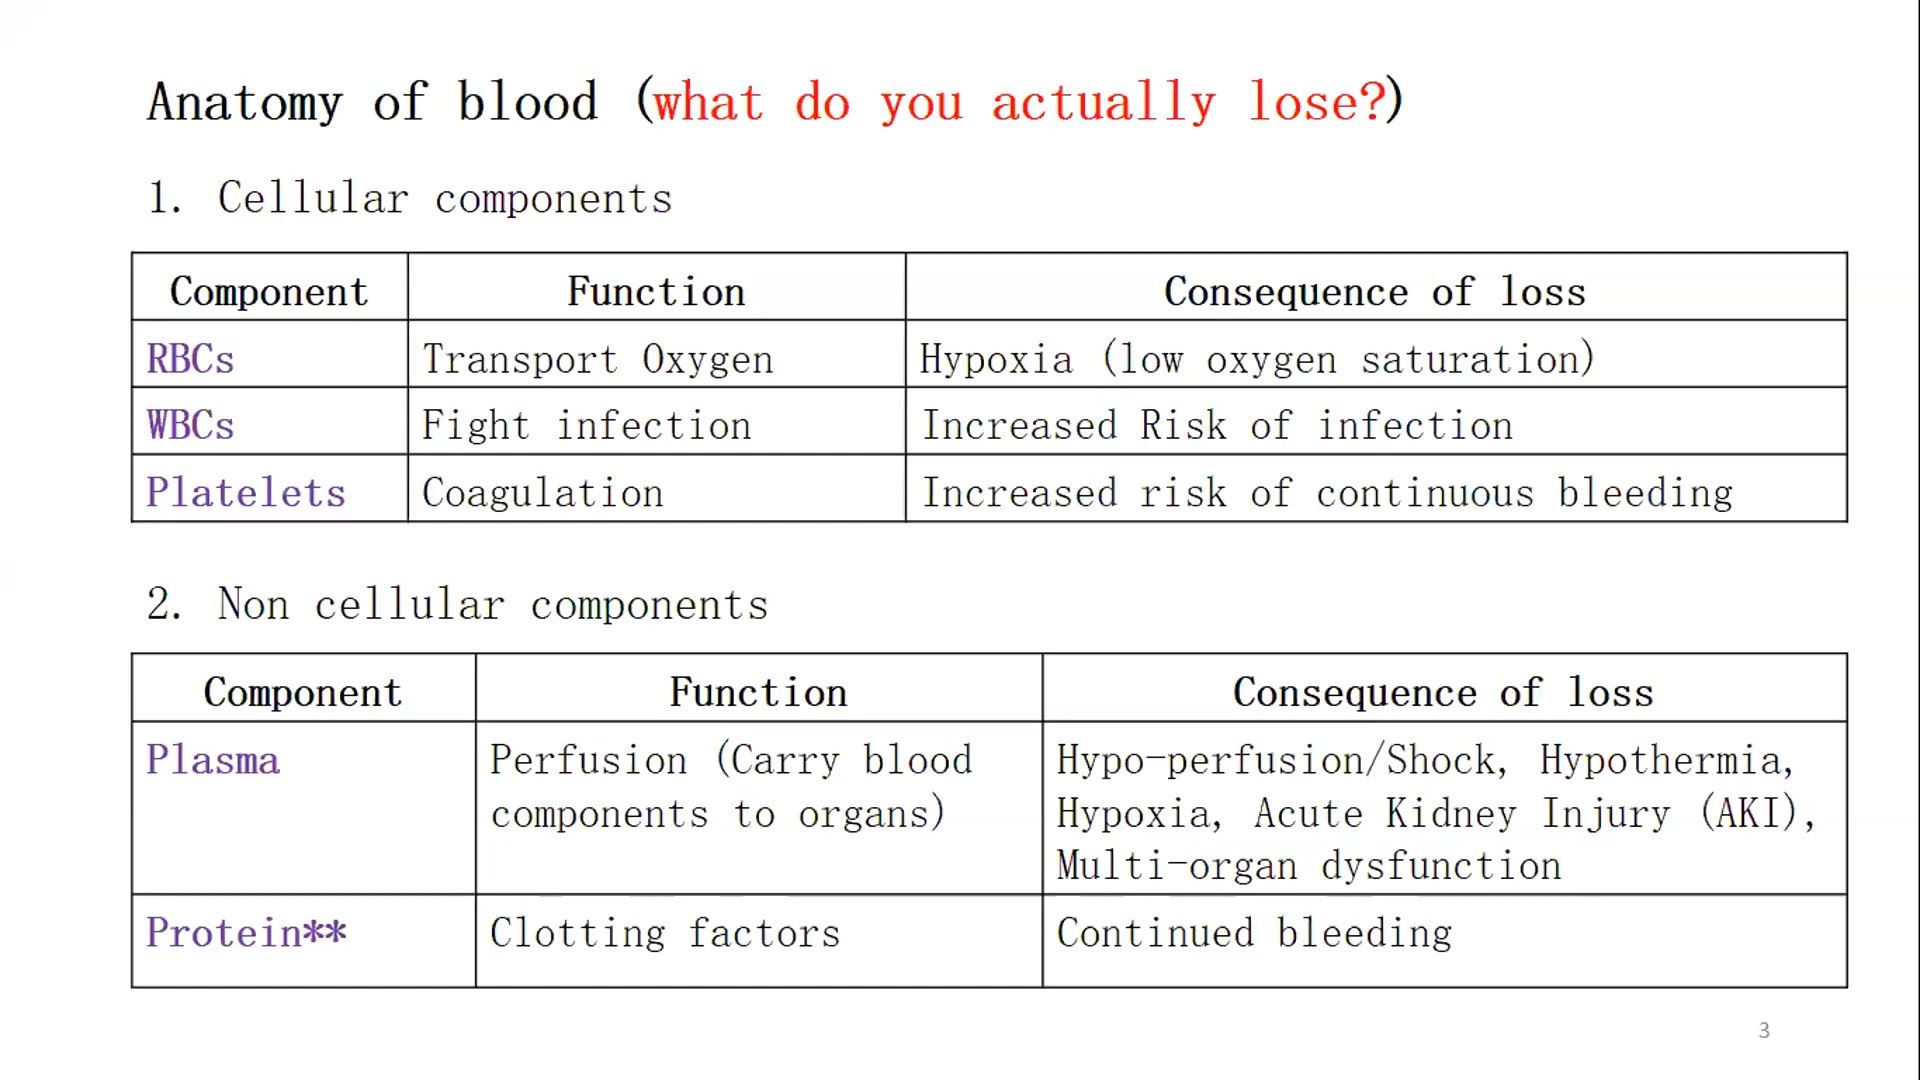 Anatomy of blood (what do you actually lose?)
1. Cellular components
Component Function Consequence of loss
RBCs Transport Oxygen Hypoxia (low oxygen saturation)
WBCs Fight infection Increased Risk of infection
Platelets Coagulation Increased risk of continuous bleeding
2. Non cellular components
Component Function Consequence of loss
Plasma Perfusion (Carry blood Hypo-perfusion/Shock, Hypothermia,
components to organs) Hypoxia, Acute Kidney Injury (AKI),
Multi-organ dysfunction
Protein** Clotting factors Continued bleeding
3